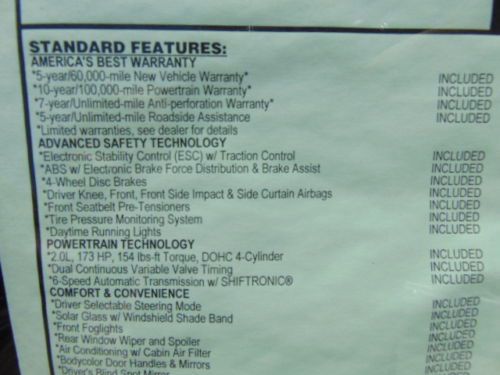 STANDARD FEATURES:
AMERICA'S BEST WARRANTY
*5-year/60,000-mile New Vehicle Warranty* INCLUDED
*10-year/100,000-mile Powertrain Warranty* INCLUDED
*7-year/Unlimited-mile Anti-perforation Warranty* INCLUDED
*5-year/Unlimited-mile Roadside Assistance INCLUDED
*Limited warranties, see dealer for details
ADVANCED SAFETY TECHNOLOGY
*Electronic Stability Control (ESC) w/ Traction Control INCLUDED
*ABS w/ Electronic Brake Force Distribution & Brake Assist INCLUDED
*4-Wheel Disc Brakes INCLUDED
*Driver Knee, Front, Front Side Impact & Side Curtain Airbags INCLUDED
*Front Seatbelt Pre-Tensioners INCLUDED
*Tire Pressure Monitoring System INCLUDED
*Daytime Running Lights INCLUDED
POWERTRAIN TECHNOLOGY
*2.0L, 173 HP, 154 lbs-ft Torque, DOHC 4-Cylinder INCLUDED
*Dual Continuous Variable Valve Timing INCLUDED
*6-Speed Automatic Transmission w/ SHIFTRONIC® INCLUDED
COMFORT & CONVENIENCE
*Driver Selectable Steering Mode INCLUDED
*Solar Glass w/ Windshield Shade Band INCLUDED
*Front Foglights INCLUDED
*Rear Window Wiper and Spoiler INCLUDED
*Air Conditioning w/ Cabin Air Filter INCLUDED
*Bodycolor Door Handles & Mirrors INCLUDED
*Driver's Blind Spot Mirror INCLUDED